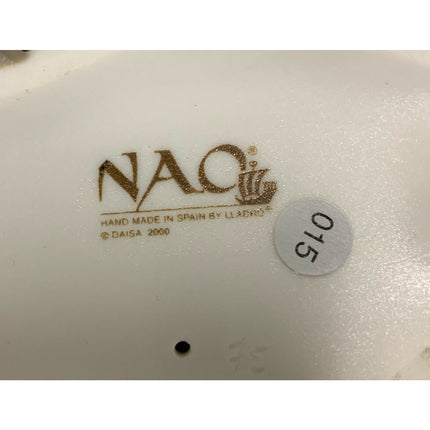 NAO®
HAND MADE IN SPAIN BY LLADRO®
© DAISA 2000
015